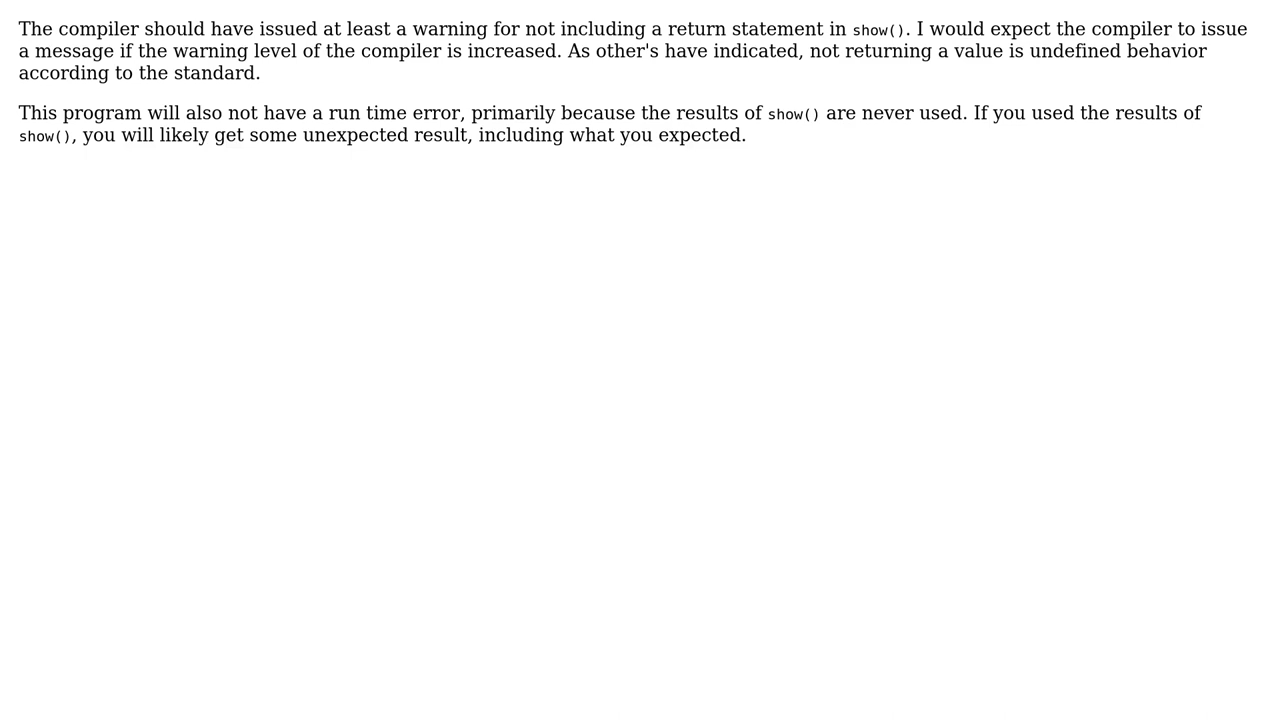 The compiler should have issued at least a warning for not including a return statement in show(). I would expect the compiler to issue
a message if the warning level of the compiler is increased. As other's have indicated, not returning a value is undefined behavior
according to the standard.
This program will also not have a run time error, primarily because the results of show() are never used. If you used the results of
show(), you will likely get some unexpected result, including what you expected.